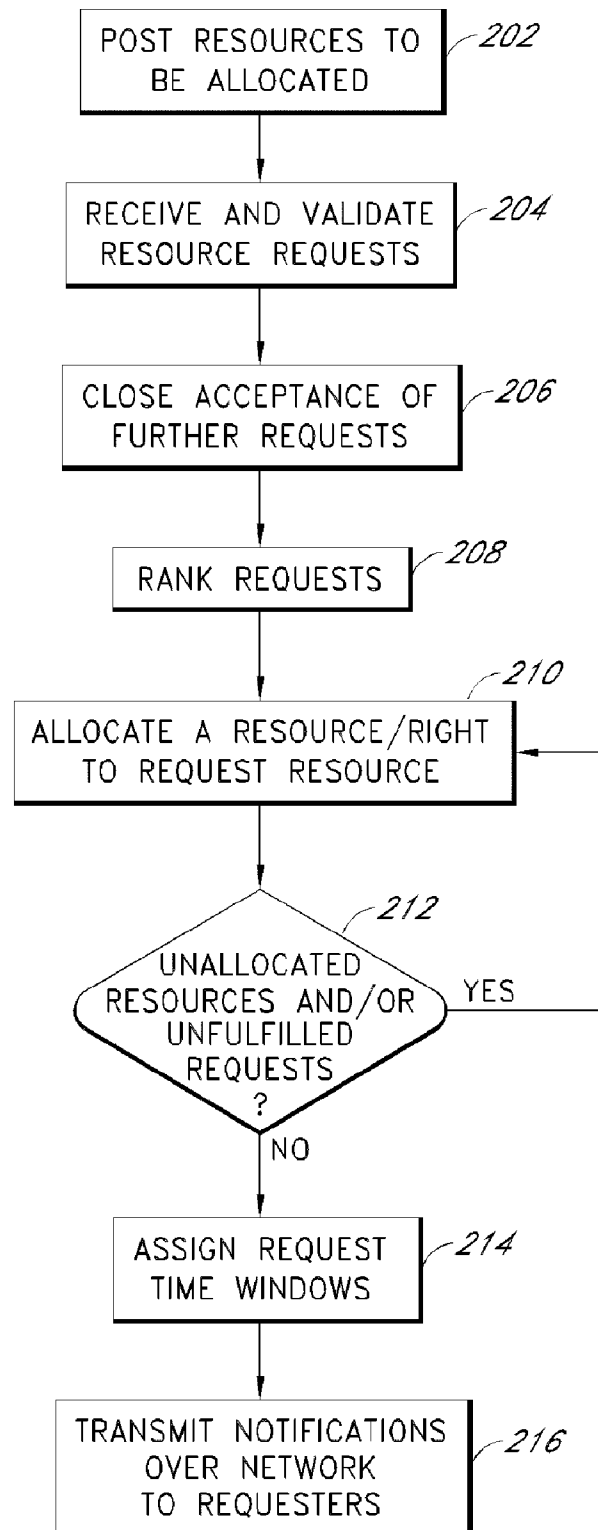 POST RESOURCES TO
BE ALLOCATED
202
RECEIVE AND VALIDATE
RESOURCE REQUESTS
204
CLOSE ACCEPTANCE OF
FURTHER REQUESTS
206
RANK REQUESTS
208
210
ALLOCATE A RESOURCE/RIGHT
TO REQUEST RESOURCE
212
UNALLOCATED
RESOURCES AND/OR
UNFULFILLED
REQUESTS
?
YES
NO
ASSIGN REQUEST
TIME WINDOWS
214
TRANSMIT NOTIFICATIONS
OVER NETWORK
TO REQUESTERS
216